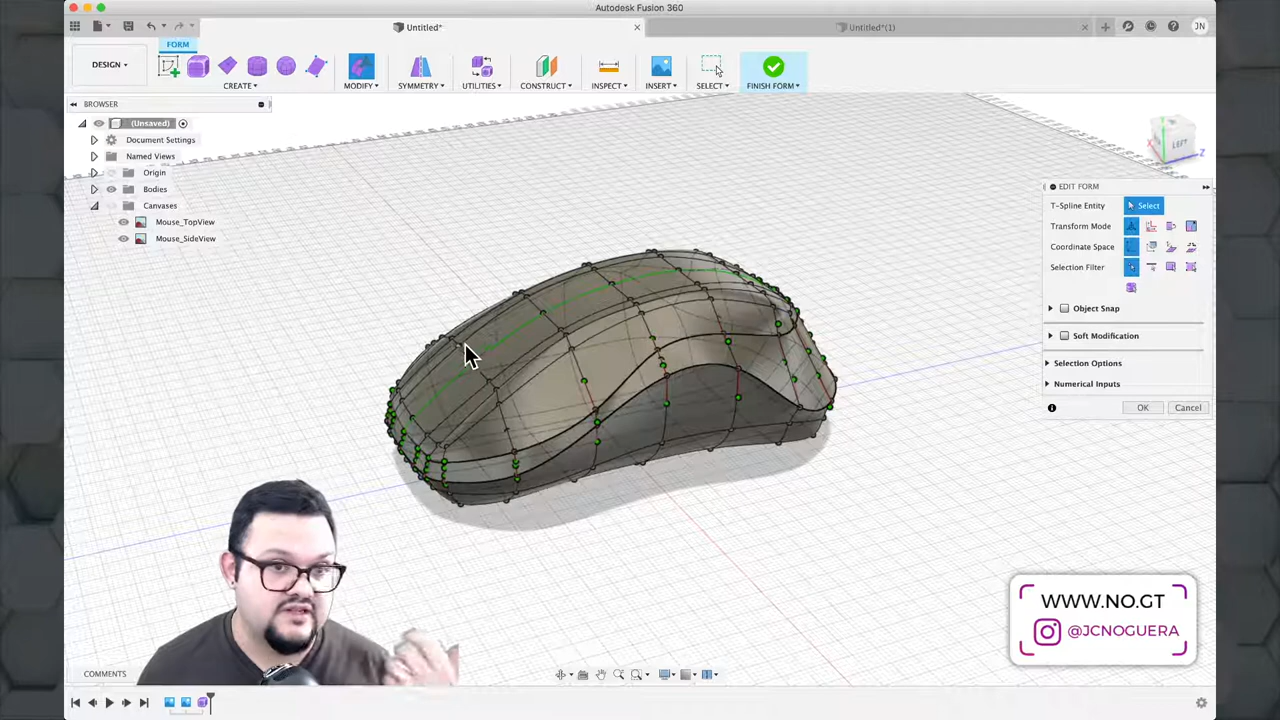 Autodesk Fusion 360
Untitled*
Untitled*(1)
JN
DESIGN
FORM
CREATE
MODIFY
SYMMETRY
UTILITIES
CONSTRUCT
INSPECT
INSERT
SELECT
FINISH FORM
BROWSER
(Unsaved)
Document Settings
Named Views
Origin
Bodies
Canvases
Mouse_TopView
Mouse_SideView
LEFT
X
Z
EDIT FORM
T-Spline Entity
Select
Transform Mode
Coordinate Space
Selection Filter
Object Snap
Soft Modification
Selection Options
Numerical Inputs
OK
Cancel
WWW.NO.GT
@JCNOGUERA
COMMENTS